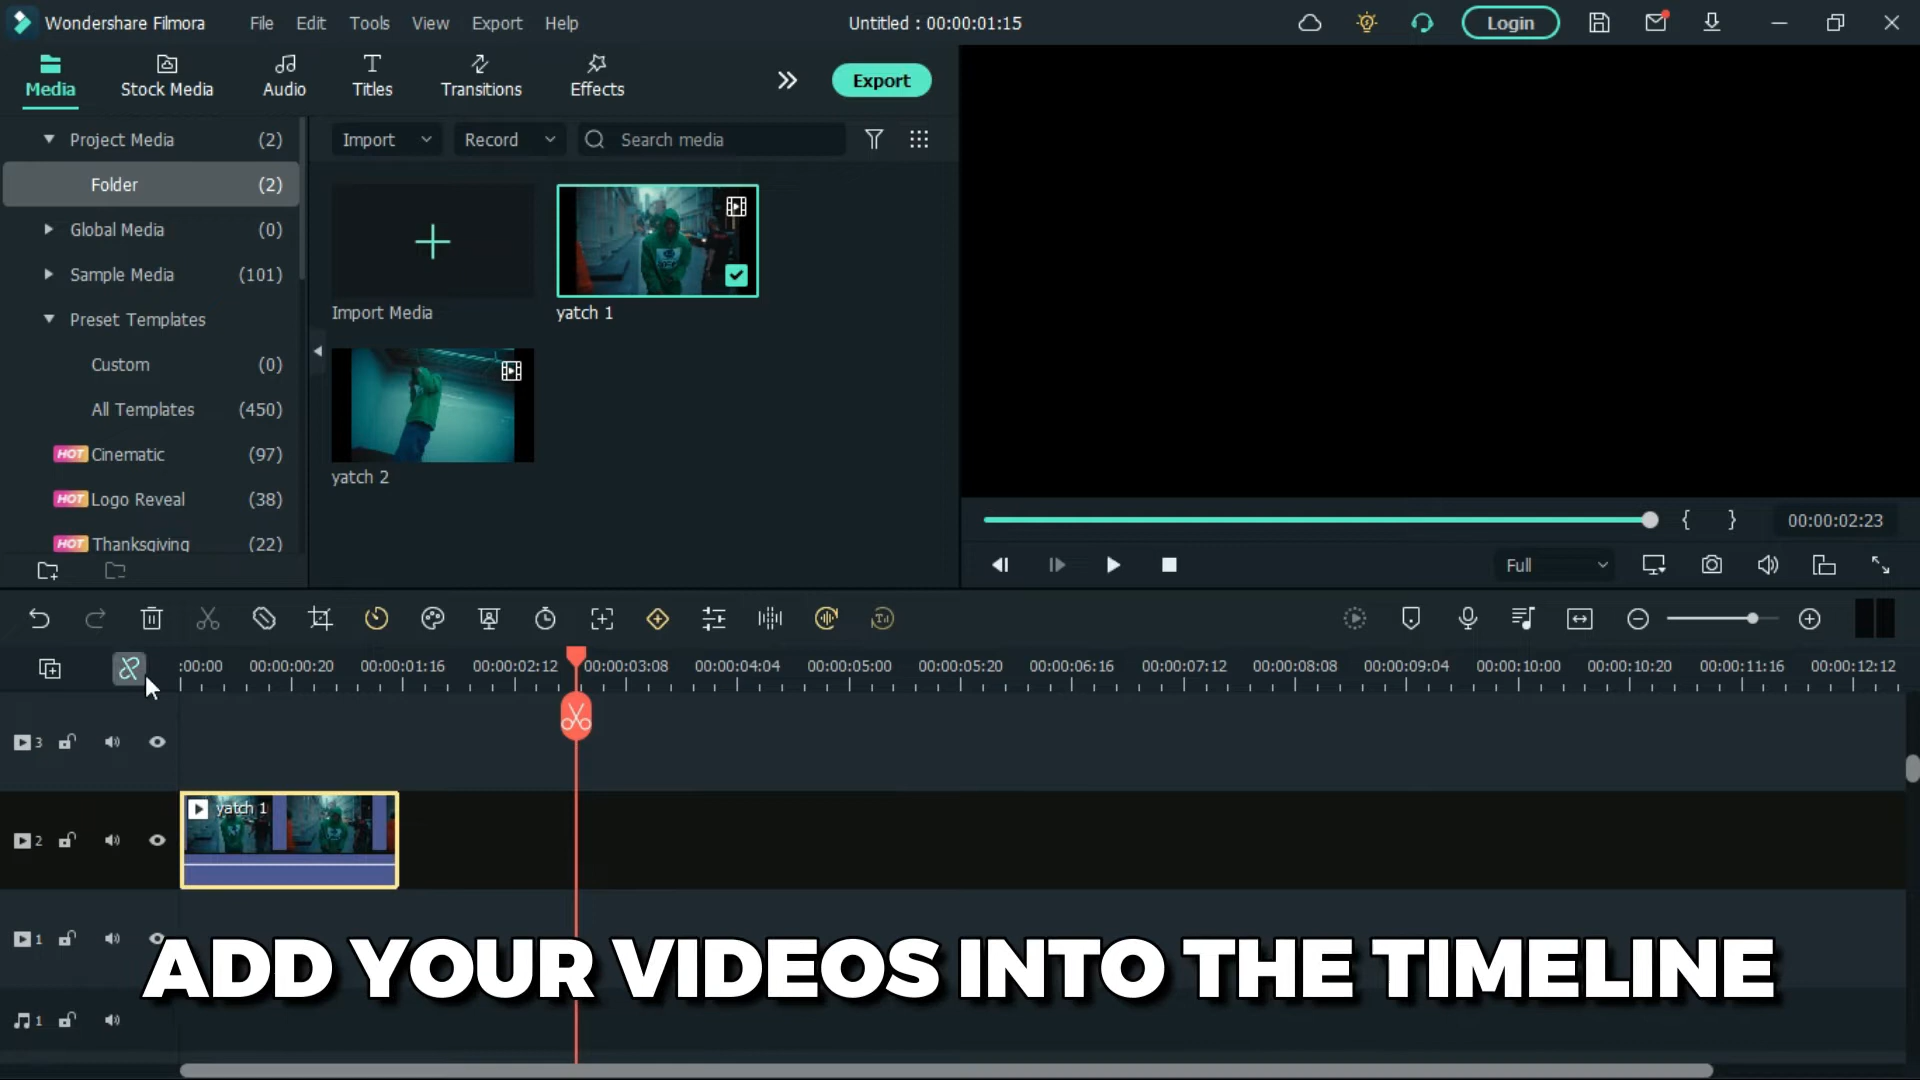 Wondershare Filmora
File Edit Tools View Export Help
Untitled : 00:00:01:15
Login
Media
Stock Media
Audio
Titles
Transitions
Effects
Export
Project Media (2)
Folder (2)
Global Media (0)
Sample Media (101)
Preset Templates
Custom (0)
All Templates (450)
HOT Cinematic (97)
HOT Logo Reveal (38)
HOT Thanksgiving (22)
Import
Record
Search media
Import Media
yatch 1
yatch 2
00:00:02:23
Full
:00:00 00:00:00:20 00:00:01:16 00:00:02:12 00:00:03:08 00:00:04:04 00:00:05:00 00:00:05:20 00:00:06:16 00:00:07:12 00:00:08:08 00:00:09:04 00:00:10:00 00:00:10:20 00:00:11:16 00:00:12:12
3
2
yatch 1
1
ADD YOUR VIDEOS INTO THE TIMELINE
1